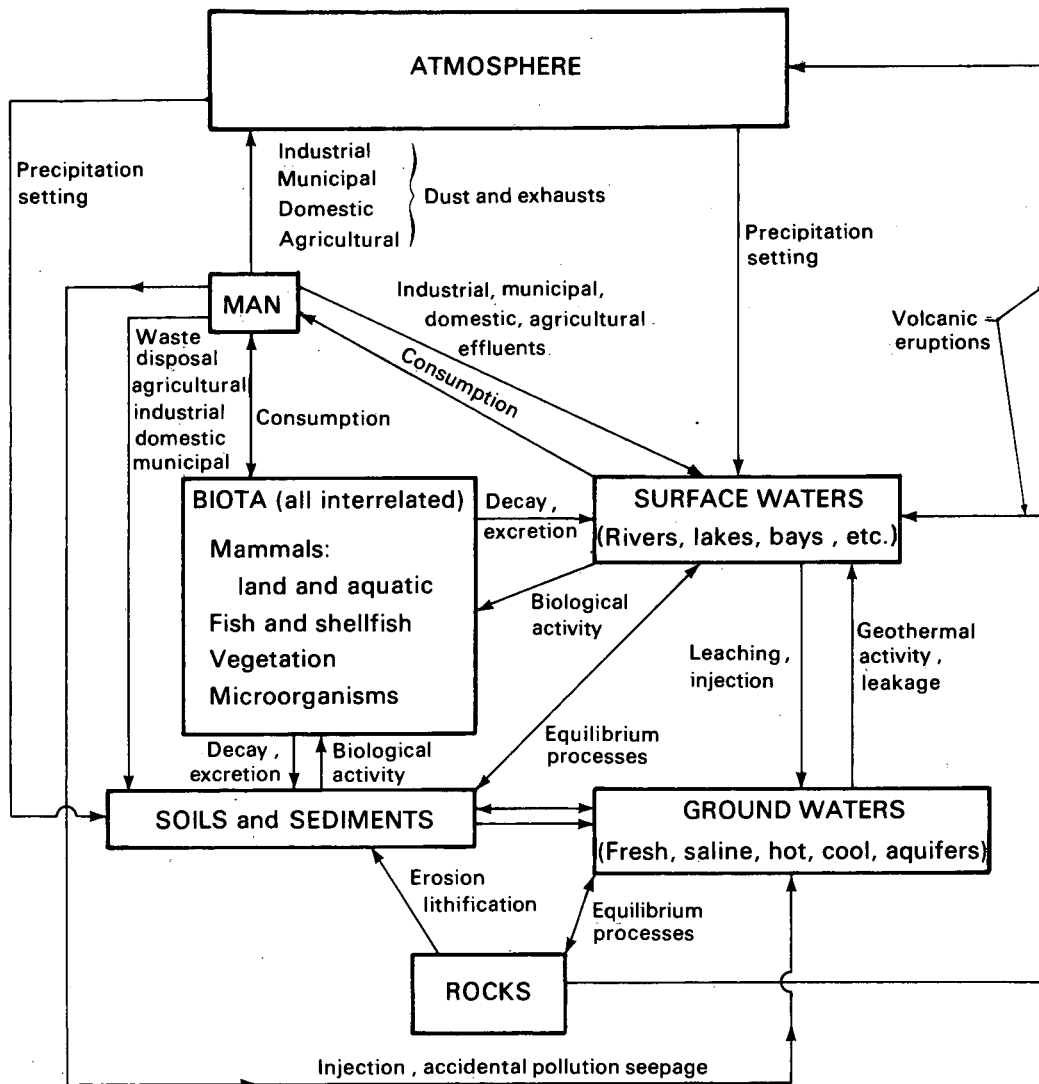 ATMOSPHERE
Precipitation
setting
Industrial
Municipal
Domestic
Agricultural
Dust and exhausts
Precipitation
setting
MAN
Industrial, municipal,
domestic, agricultural
effluents
Consumption
Volcanic
eruptions
Waste
disposal
agricultural
industrial
domestic
municipal
Consumption
BIOTA (all interrelated)
Mammals:
land and aquatic
Fish and shellfish
Vegetation
Microorganisms
Decay,
excretion
SURFACE WATERS
(Rivers, lakes, bays, etc.)
Biological
activity
Leaching,
injection
Geothermal
activity,
leakage
Equilibrium
processes
Decay,
excretion
Biological
activity
SOILS and SEDIMENTS
GROUND WATERS
(Fresh, saline, hot, cool, aquifers)
Erosion
lithification
Equilibrium
processes
ROCKS
Injection, accidental pollution seepage